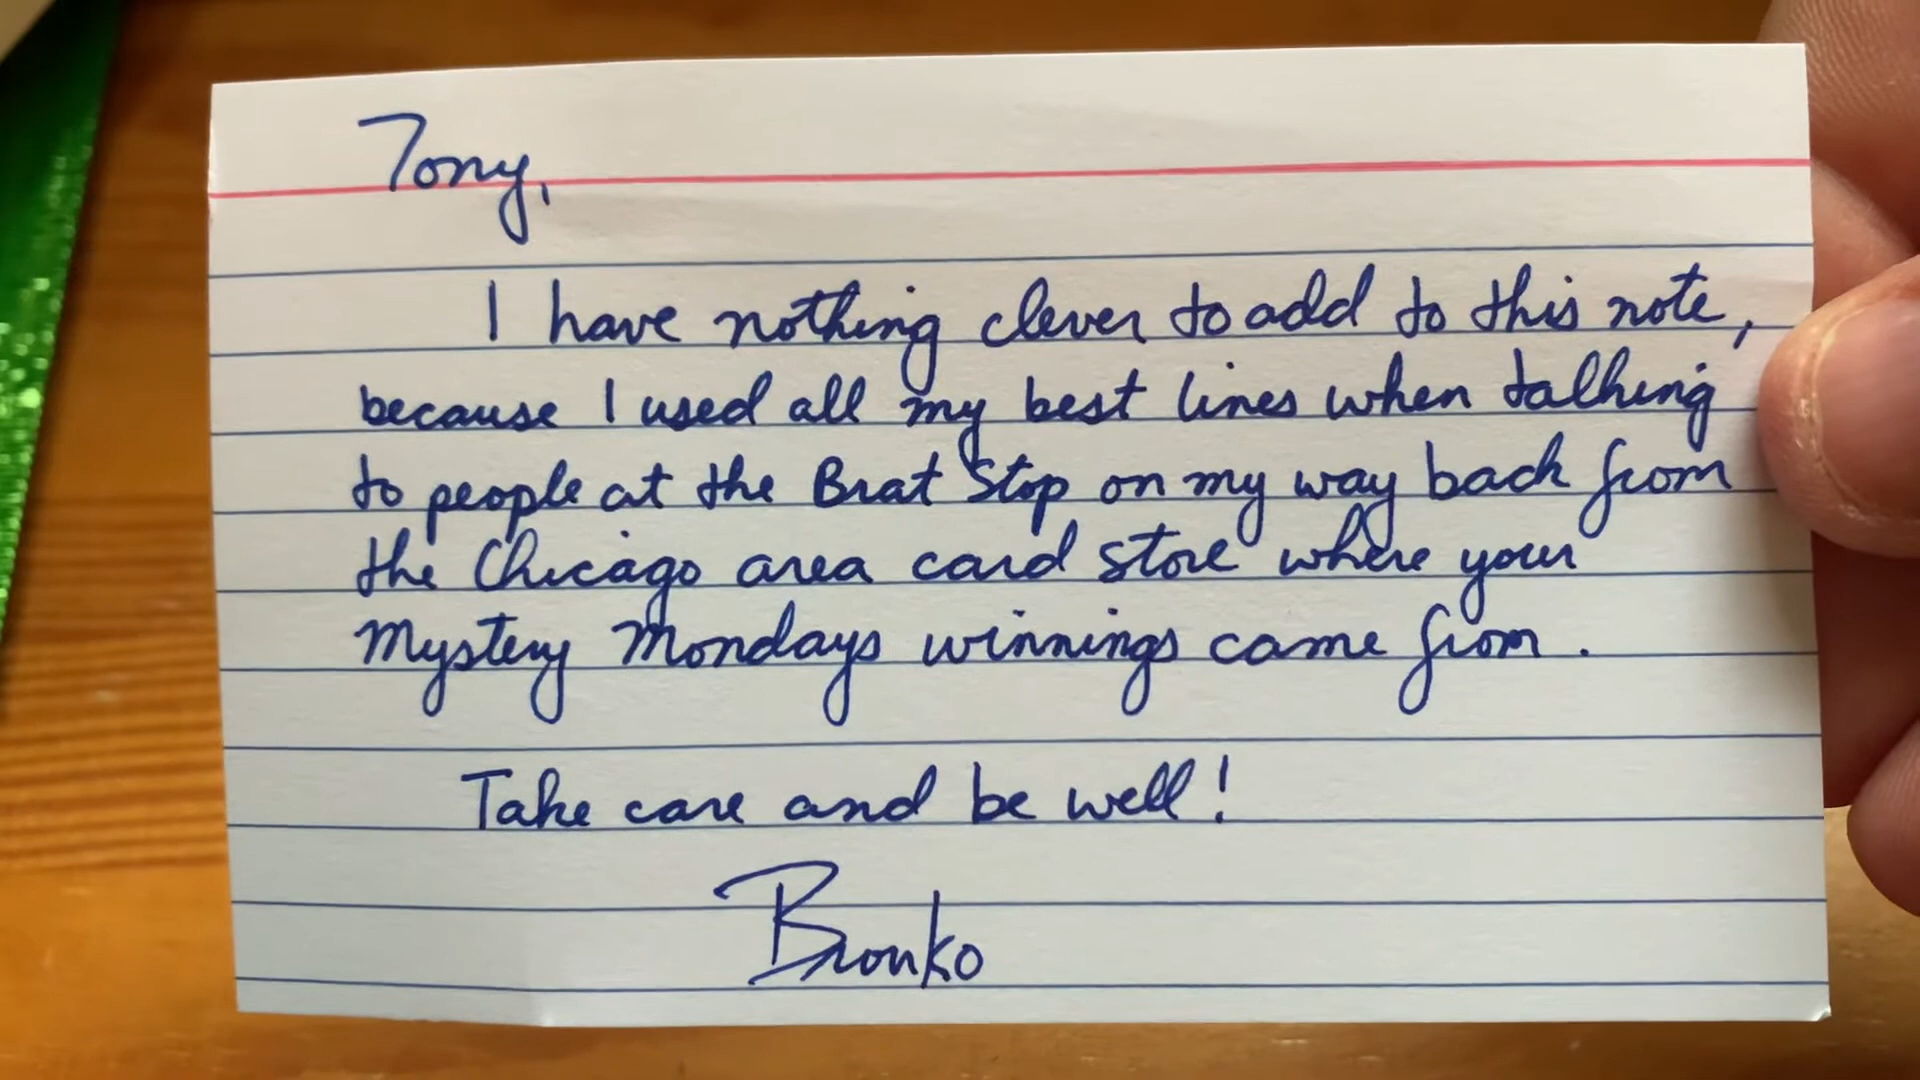 Tony,
I have nothing clever to add to this note,
because I used all my best lines when talking
to people at the Brat Stop on my way back from
the Chicago area card store where your
Mystery Mondays winnings came from.
Take care and be well!
Bronko